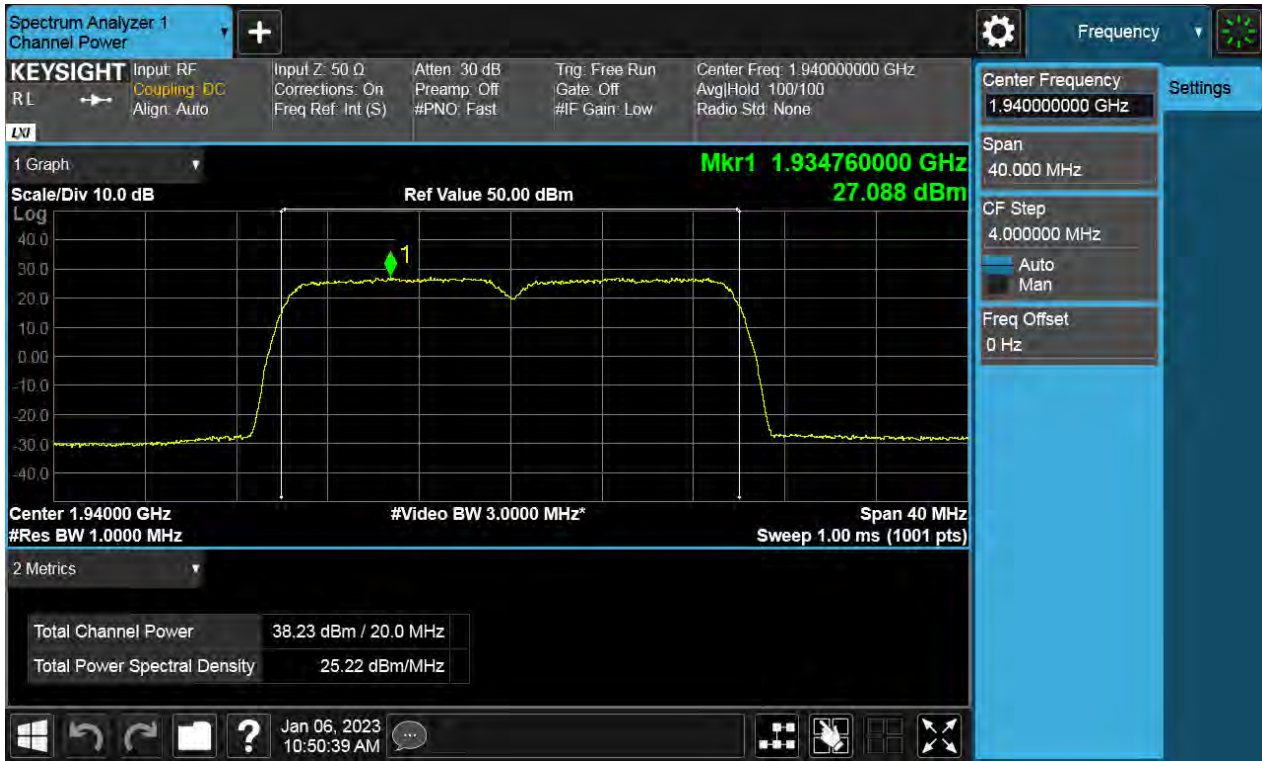 Spectrum Analyzer 1
Channel Power
+
Frequency
KEYSIGHT
RL
LXI
Input: RF
Coupling: DC
Align: Auto
Input Z: 50 Ω
Corrections: On
Freq Ref: Int (S)
Atten: 30 dB
Preamp: Off
#PNO: Fast
Trig: Free Run
Gate: Off
#IF Gain: Low
Center Freq: 1.940000000 GHz
Avg|Hold: 100/100
Radio Std: None
Center Frequency
1.940000000 GHz
Settings
Span
40.000 MHz
CF Step
4.000000 MHz
Auto
Man
Freq Offset
0 Hz
1 Graph
Mkr1 1.934760000 GHz
27.088 dBm
Scale/Div 10.0 dB
Ref Value 50.00 dBm
Log
40.0
30.0
20.0
10.0
0.00
-10.0
-20.0
-30.0
-40.0
1
Center 1.94000 GHz
#Video BW 3.0000 MHz*
Span 40 MHz
#Res BW 1.0000 MHz
Sweep 1.00 ms (1001 pts)
2 Metrics
Total Channel Power 38.23 dBm / 20.0 MHz
Total Power Spectral Density 25.22 dBm/MHz
?
Jan 06, 2023
10:50:39 AM